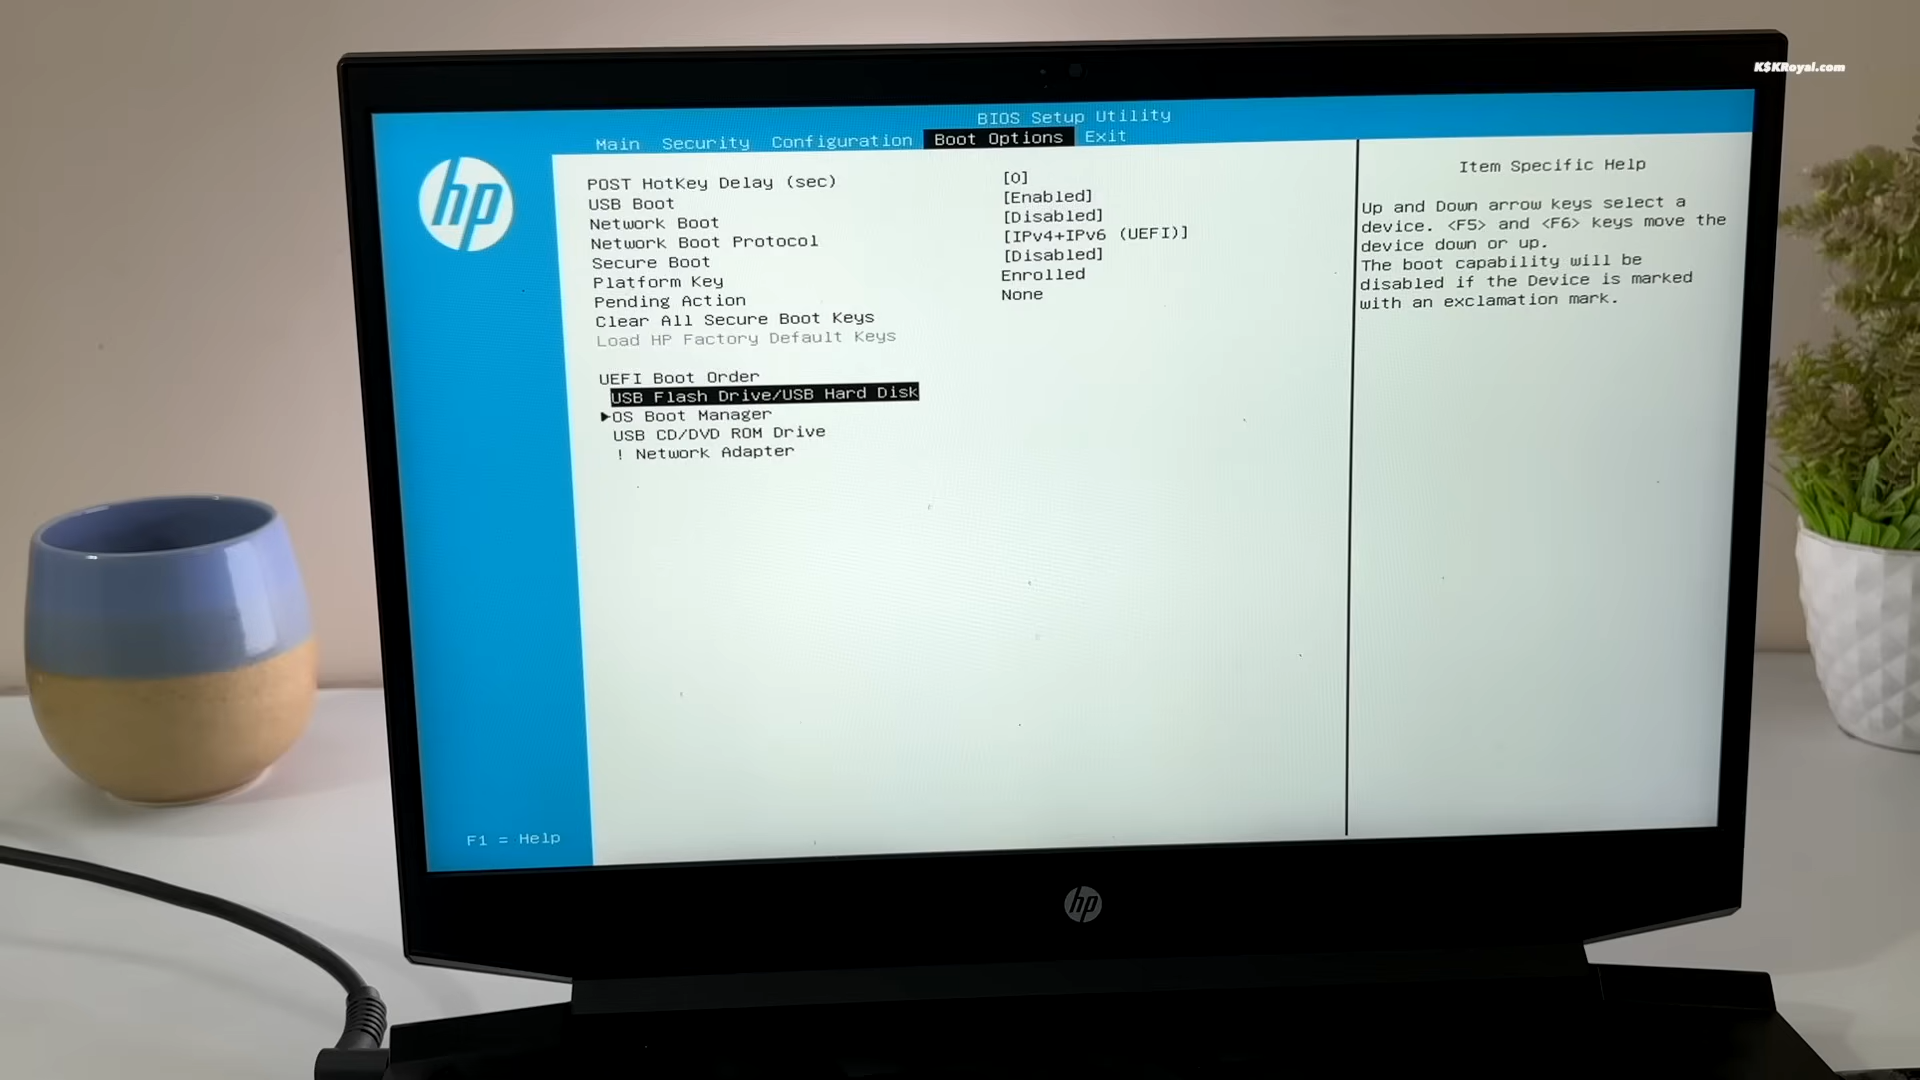 K$KRoyal.com
BIOS Setup Utility
Main Security Configuration Boot Options Exit
hp
POST HotKey Delay (sec) [0]
USB Boot [Enabled]
Network Boot [Disabled]
Network Boot Protocol [IPv4+IPv6 (UEFI)]
Secure Boot [Disabled]
Platform Key Enrolled
Pending Action None
Clear All Secure Boot Keys
Load HP Factory Default Keys
UEFI Boot Order
USB Flash Drive/USB Hard Disk
▶OS Boot Manager
USB CD/DVD ROM Drive
! Network Adapter
Item Specific Help
Up and Down arrow keys select a
device. <F5> and <F6> keys move the
device down or up.
The boot capability will be
disabled if the Device is marked
with an exclamation mark.
F1 = Help
hp